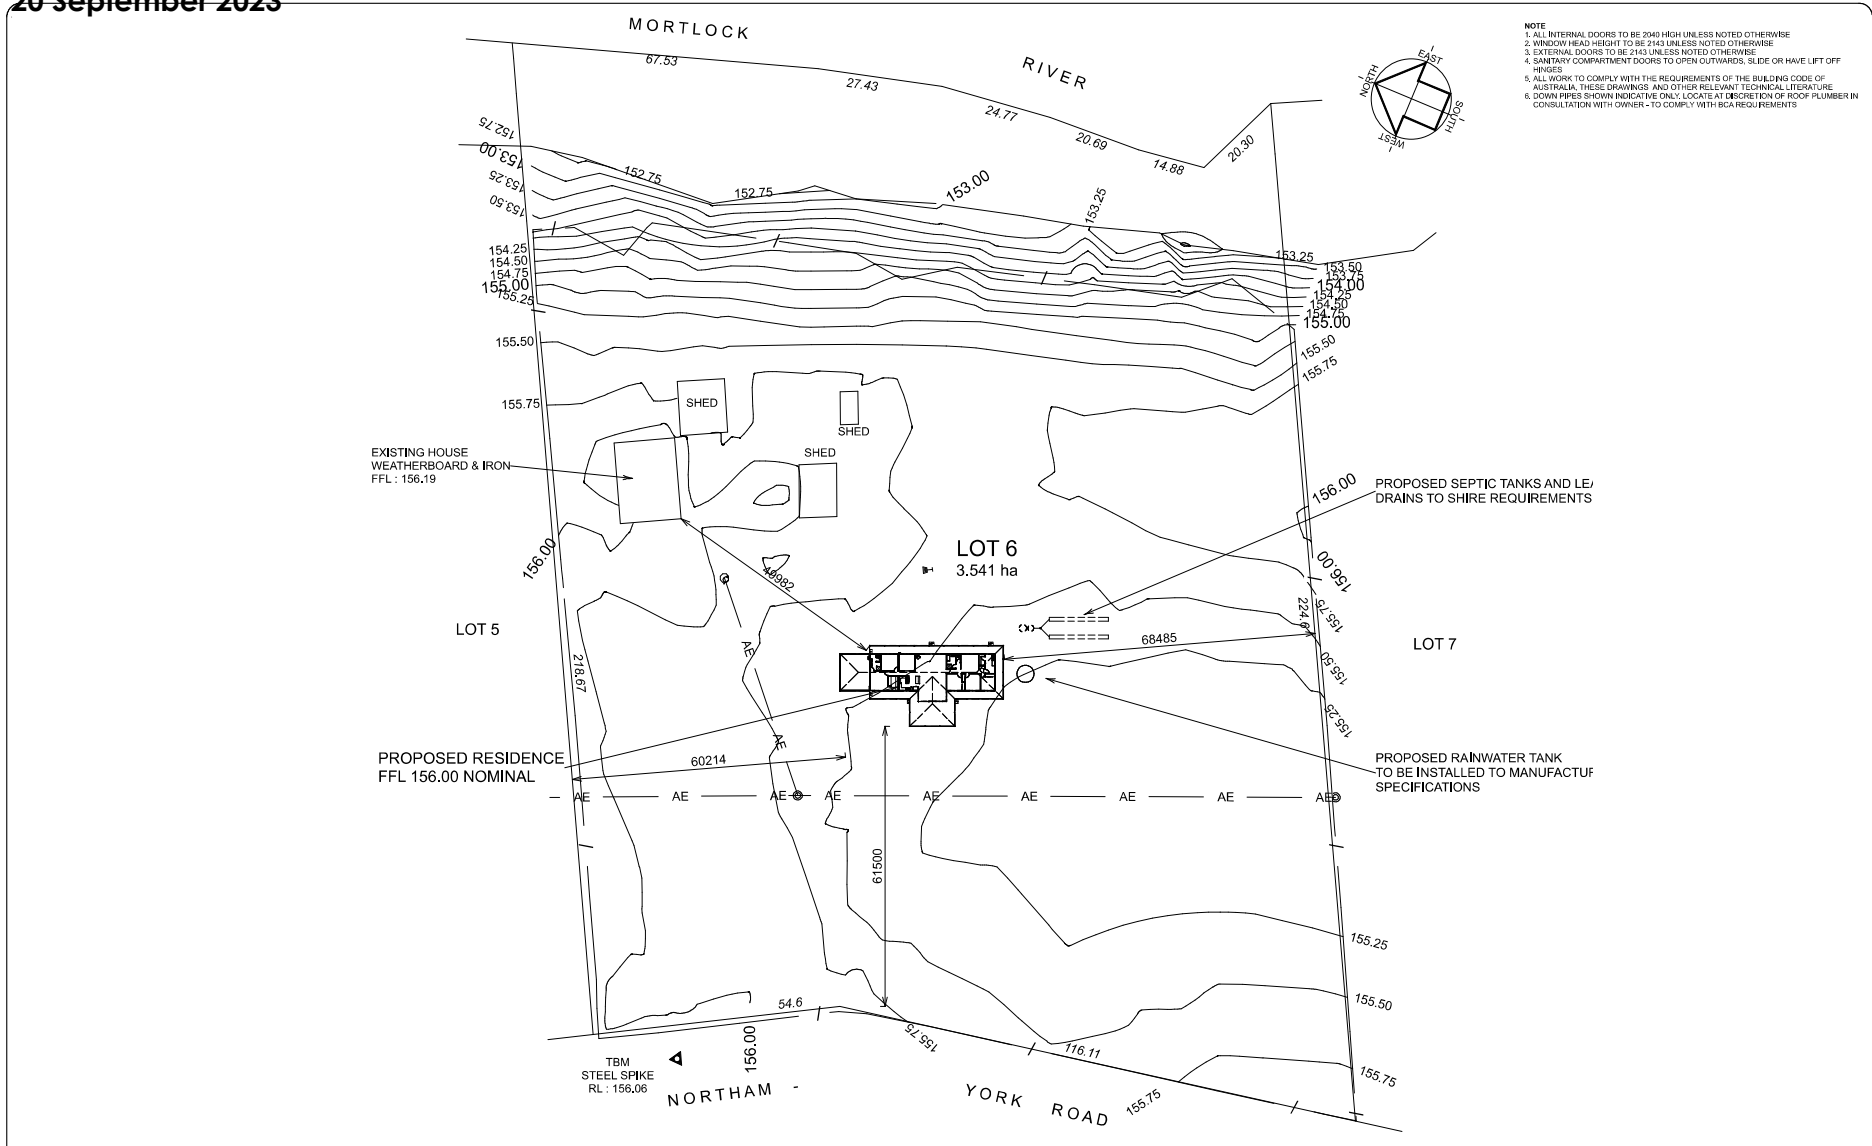 20 September 2023
MORTLOCK
RIVER
67.53
27.43
24.77
20.69
14.88
20.30
NOTE
1. ALL INTERNAL DOORS TO BE 2040 HIGH UNLESS NOTED OTHERWISE
2. WINDOW HEAD HEIGHT TO BE 2143 UNLESS NOTED OTHERWISE
3. EXTERNAL DOORS TO BE 2143 UNLESS NOTED OTHERWISE
4. SANITARY COMPARTMENT DOORS TO OPEN OUTWARDS, SLIDE OR HAVE LIFT OFF
HINGES
5. ALL WORK TO COMPLY WITH THE REQUIREMENTS OF THE BUILDING CODE OF
AUSTRALIA, THESE DRAWINGS AND OTHER RELEVANT TECHNICAL LITERATURE
6. DOWN PIPES SHOWN INDICATIVE ONLY, LOCATE AT DISCRETION OF ROOF PLUMBER IN
CONSULTATION WITH OWNER - TO COMPLY WITH BCA REQUIREMENTS
EAST
NORTH
SOUTH
WEST
152.75
153.00
153.25
153.50
152.75
152.75
153.00
153.25
154.25
154.50
154.75
155.00
155.25
155.50
155.75
153.25
153.50
153.75
154.00
154.25
154.50
154.75
155.00
155.50
155.75
SHED
SHED
SHED
EXISTING HOUSE
WEATHERBOARD & IRON
FFL : 156.19
156.00
PROPOSED SEPTIC TANKS AND LEA
DRAINS TO SHIRE REQUIREMENTS
156.00
LOT 6
3.541 ha
49982
156.00
LOT 5
218.67
224.6
155.75
68485
LOT 7
155.50
155.25
AE
AE
PROPOSED RESIDENCE
FFL 156.00 NOMINAL
60214
PROPOSED RAINWATER TANK
TO BE INSTALLED TO MANUFACTUR
SPECIFICATIONS
AE AE AE AE AE AE AE AE AE
61500
155.25
155.50
155.75
54.6
155.75
116.11
155.75
156.00
TBM
STEEL SPIKE
RL : 156.06
NORTHAM -
YORK ROAD